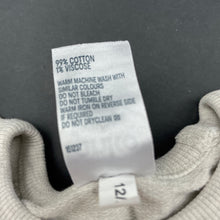 99% COTTON
1% VISCOSE
WARM MACHINE WASH WITH
SIMILAR COLOURS
DO NOT BLEACH
DO NOT TUMBLE DRY
WARM IRON ON REVERSE SIDE
IF REQUIRED
DO NOT DRYCLEAN
12/